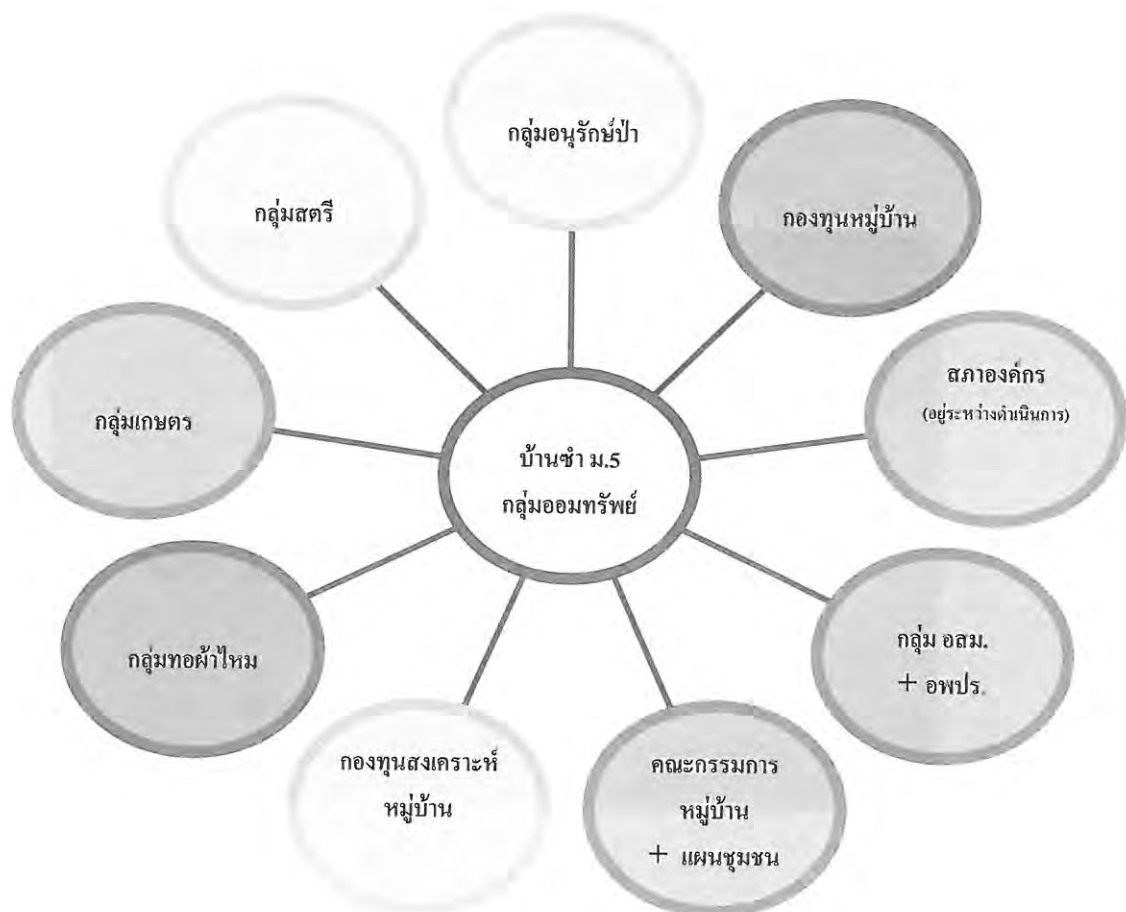 กลุ่มอนุรักษ์ป่า
กลุ่มสตรี
กองทุนหมู่บ้าน
สภาองค์กร
(อยู่ระหว่างดำเนินการ)
กลุ่มเกษตร
บ้านซำ ม.5
กลุ่มออมทรัพย์
กลุ่มทอผ้าไหม
กลุ่ม อสม.
+ อพปร.
กองทุนสงเคราะห์
หมู่บ้าน
คณะกรรมการ
หมู่บ้าน
+ แผนชุมชน